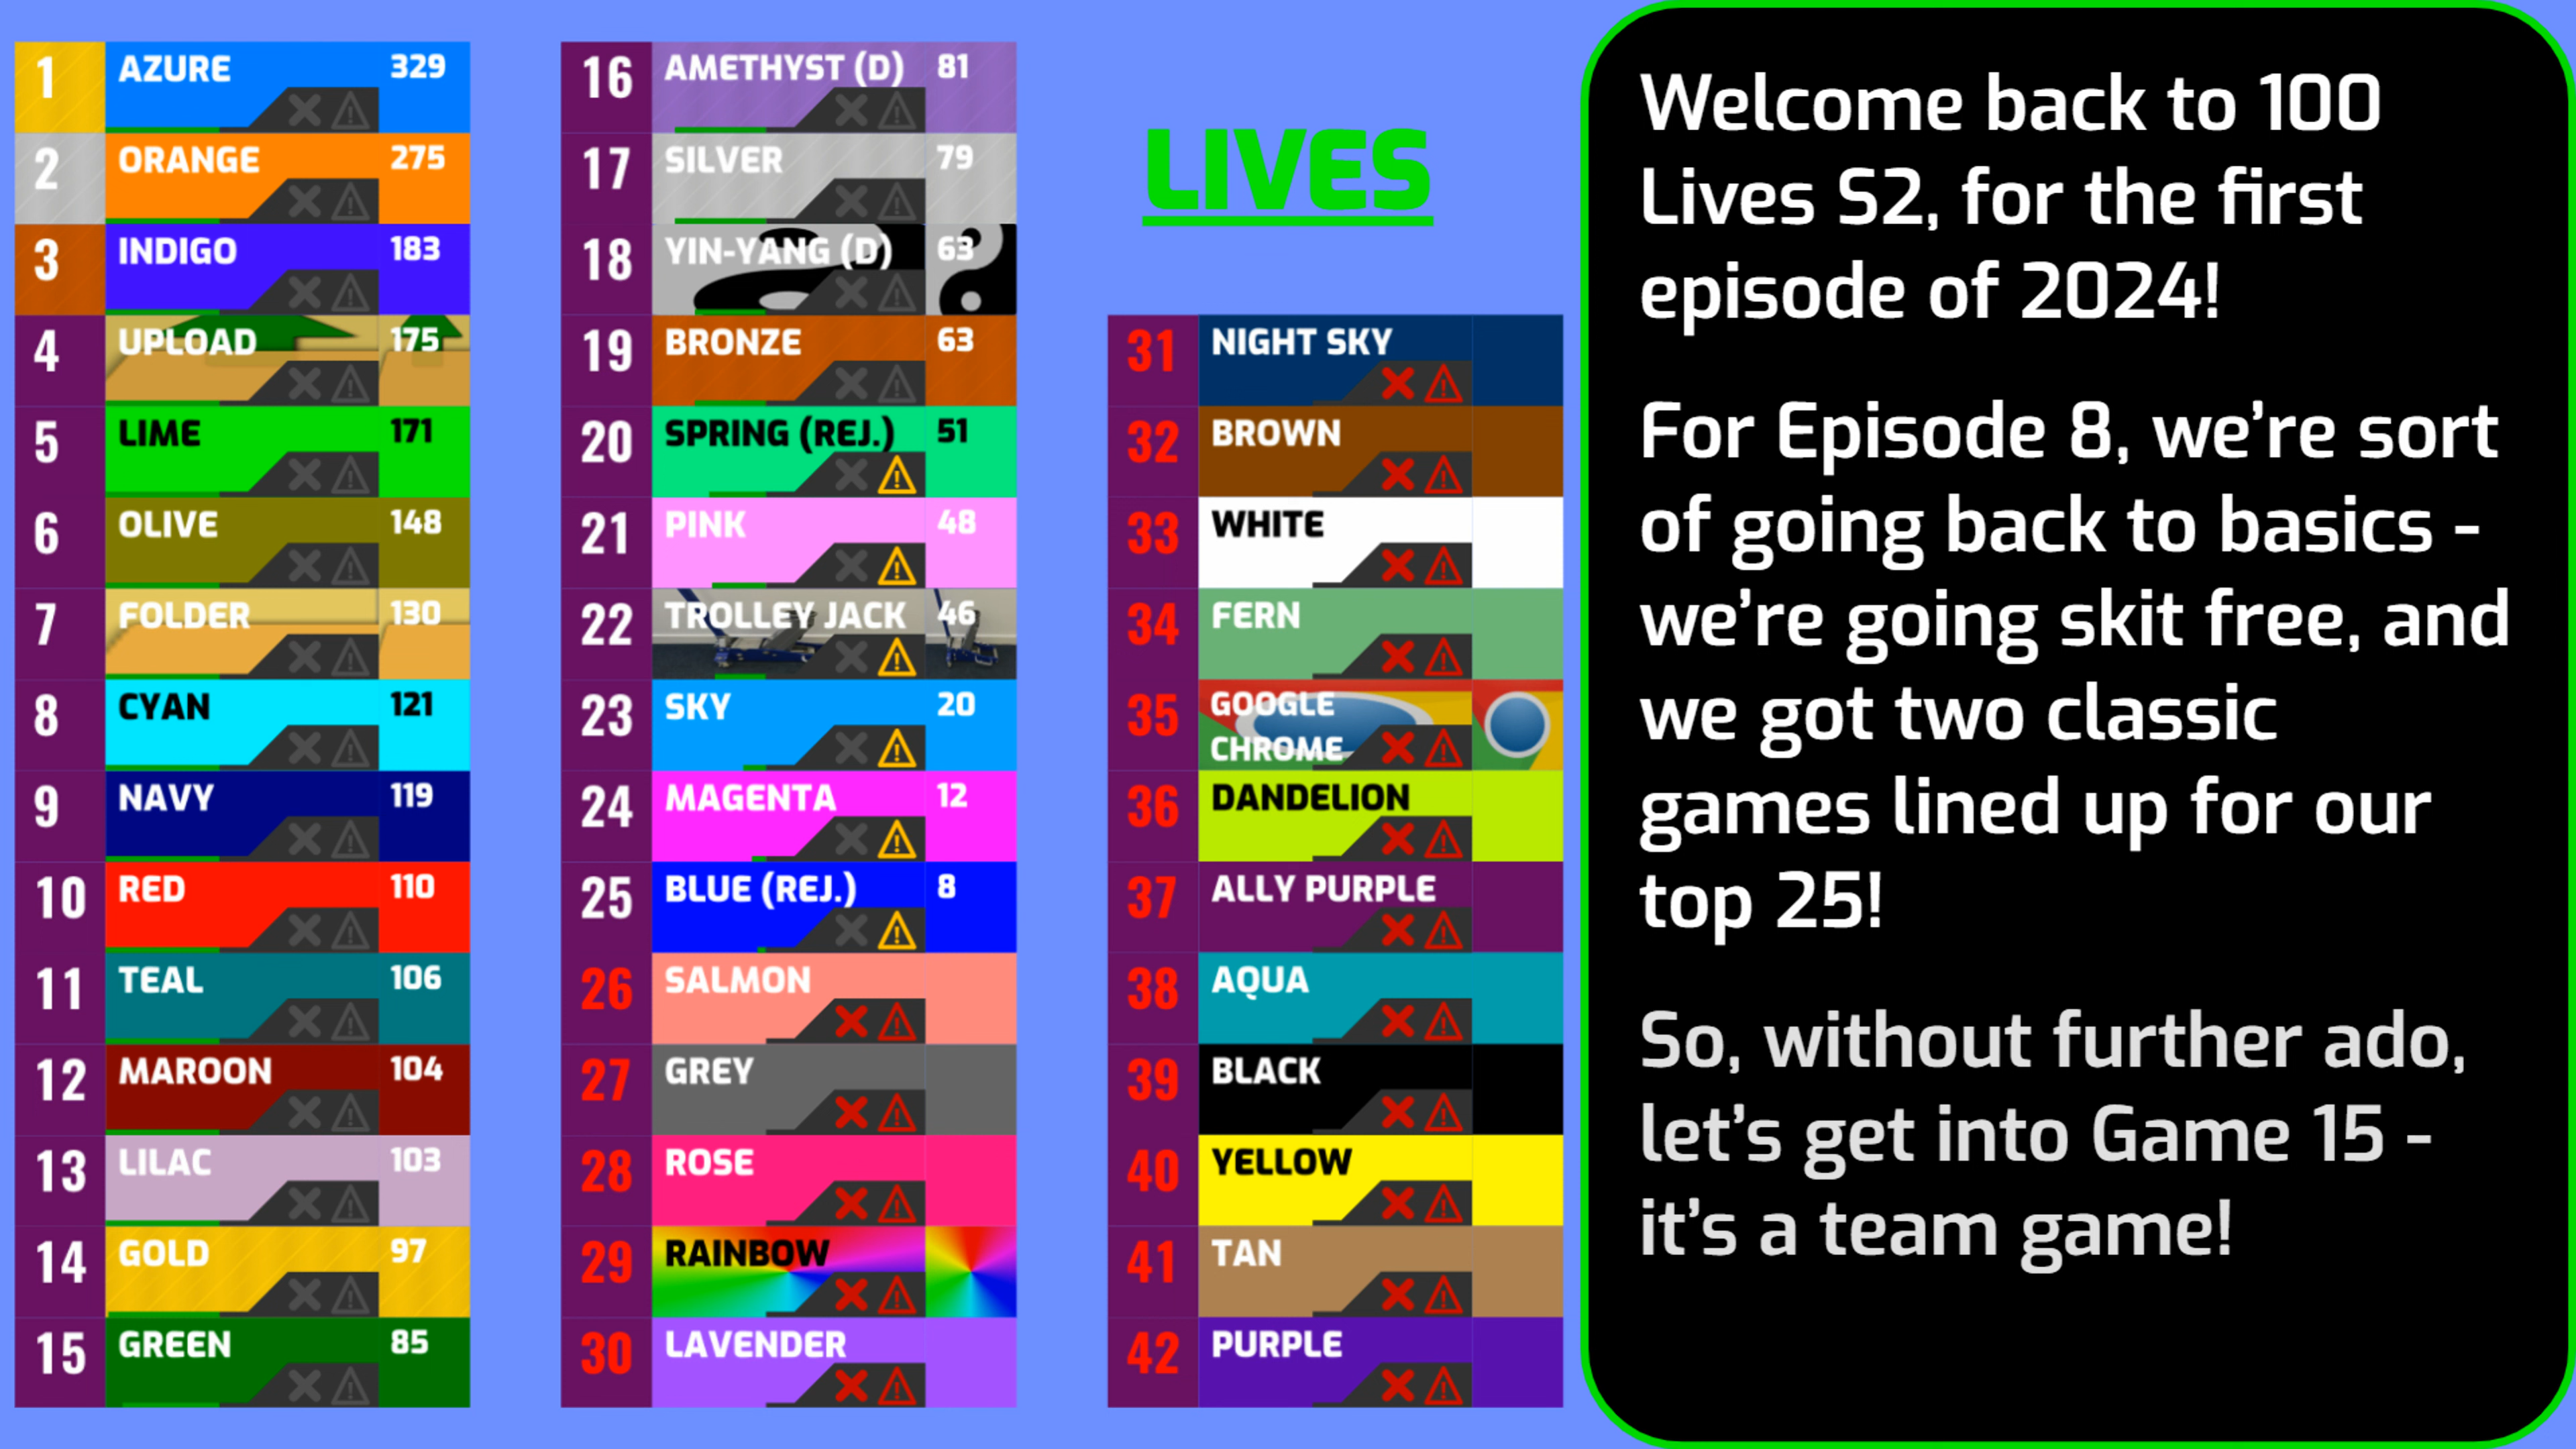 1 AZURE 329
2 ORANGE 275
3 INDIGO 183
4 UPLOAD 175
5 LIME 171
6 OLIVE 148
7 FOLDER 130
8 CYAN 121
9 NAVY 119
10 RED 110
11 TEAL 106
12 MAROON 104
13 LILAC 103
14 GOLD 97
15 GREEN 85
16 AMETHYST (D) 81
17 SILVER 79
18 YIN-YANG (D) 63
19 BRONZE 63
20 SPRING (REJ.) 51
21 PINK 48
22 TROLLEY JACK 46
23 SKY 20
24 MAGENTA 12
25 BLUE (REJ.) 8
26 SALMON
27 GREY
28 ROSE
29 RAINBOW
30 LAVENDER
LIVES
31 NIGHT SKY
32 BROWN
33 WHITE
34 FERN
35 GOOGLE
CHROME
36 DANDELION
37 ALLY PURPLE
38 AQUA
39 BLACK
40 YELLOW
41 TAN
42 PURPLE
Welcome back to 100
Lives S2, for the first
episode of 2024!
For Episode 8, we're sort
of going back to basics -
we're going skit free, and
we got two classic
games lined up for our
top 25!
So, without further ado,
let's get into Game 15 -
it's a team game!